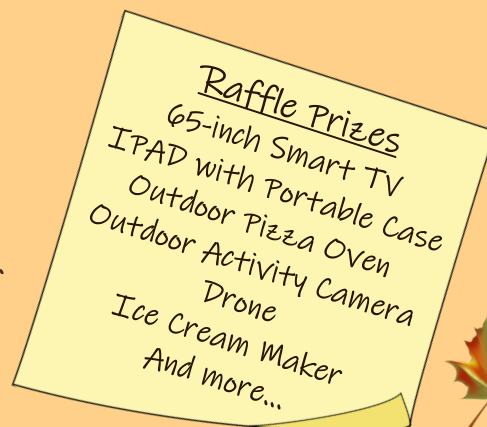 Raffle Prizes
65-inch Smart TV
IPAD with Portable Case
Outdoor Pizza Oven
Outdoor Activity Camera
Drone
Ice Cream Maker
And more...